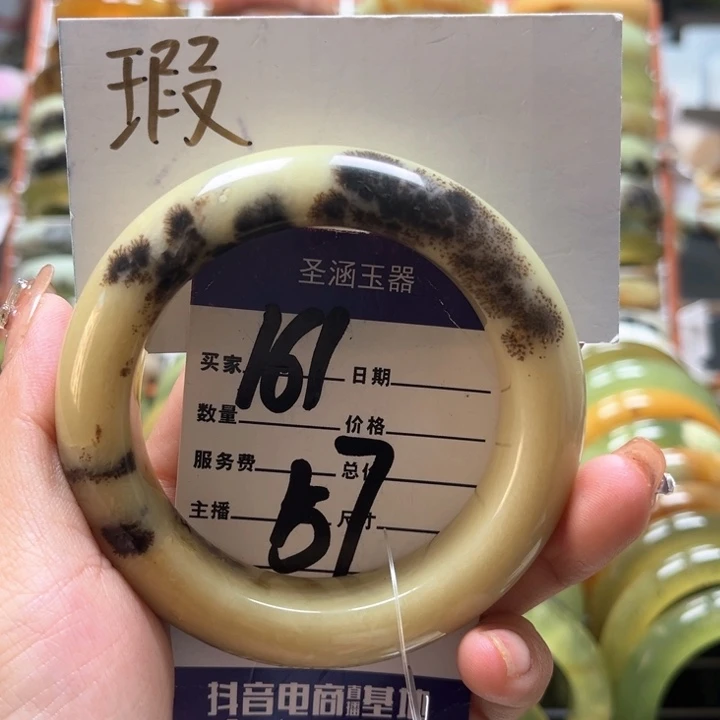 瑕
圣涵玉器
买家 161 日期
数量 价格
服务费 总价
主播 57 尺寸
抖音电商直播基地